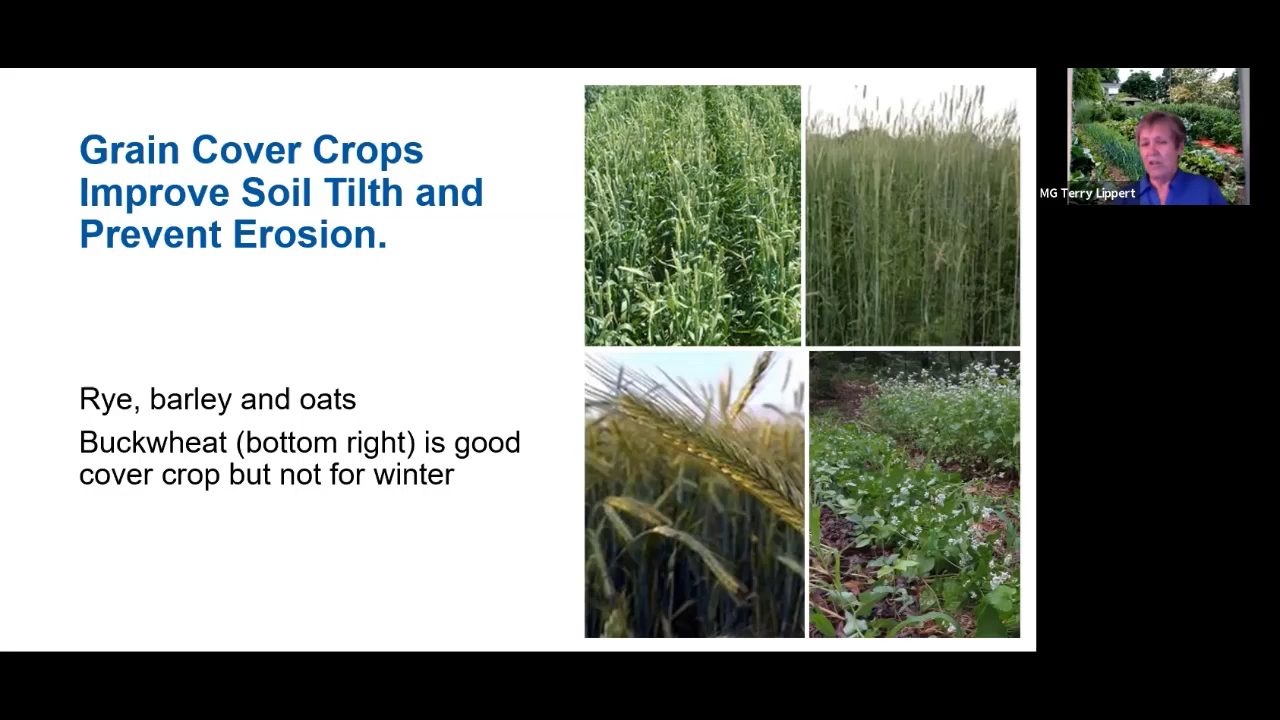 Grain Cover Crops
Improve Soil Tilth and
Prevent Erosion.
Rye, barley and oats
Buckwheat (bottom right) is good
cover crop but not for winter
MG Terry Lippert